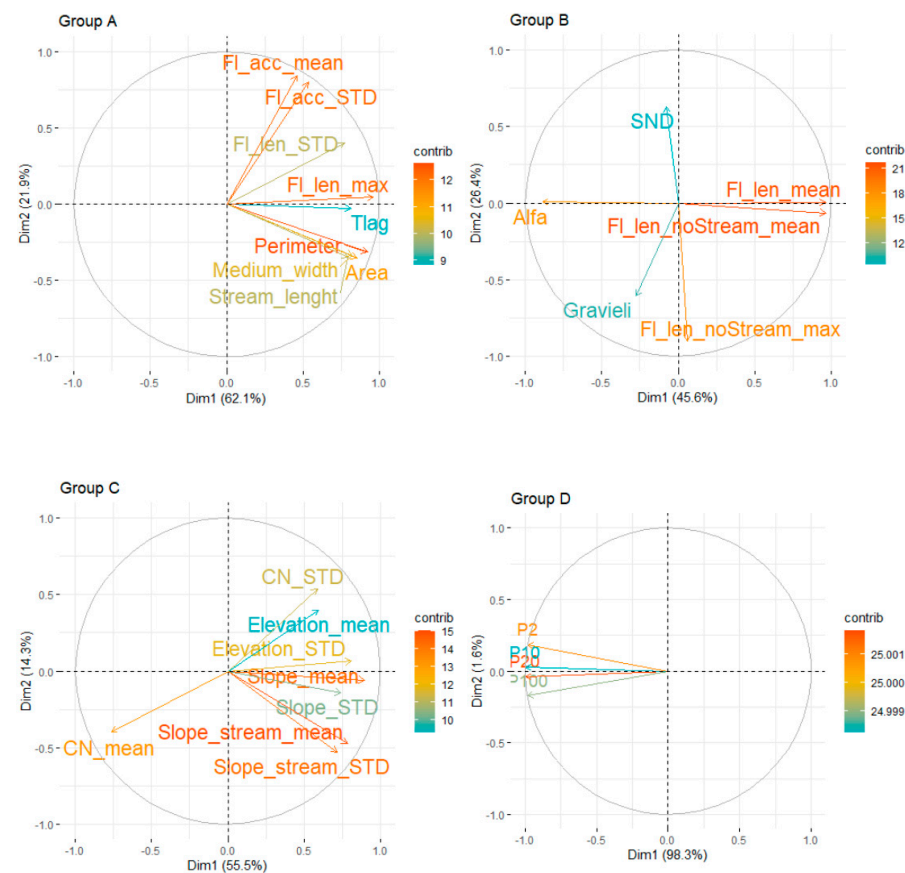 Group A
1.0
0.5
0.0
-0.5
-1.0
Dim2 (21.9%)
Fl_acc_mean
Fl_acc_STD
Fl_len_STD
Fl_len_max
Tlag
Perimeter
Medium_width
Area
Stream_lenght
-1.0 -0.5 0.0 0.5 1.0
Dim1 (62.1%)
contrib
12
11
10
9
Group B
1.0
0.5
0.0
-0.5
-1.0
Dim2 (26.4%)
SND
Fl_len_mean
Alfa
Fl_len_noStream_mean
Gravieli
Fl_len_noStream_max
-1.0 -0.5 0.0 0.5 1.0
Dim1 (45.6%)
contrib
21
18
15
12
Group C
1.0
0.5
0.0
-0.5
-1.0
Dim2 (14.3%)
CN_STD
Elevation_mean
Elevation_STD
Slope_mean
Slope_STD
Slope_stream_mean
CN_mean
Slope_stream_STD
-1.0 -0.5 0.0 0.5 1.0
Dim1 (55.5%)
contrib
15
14
13
12
11
10
Group D
1.0
0.5
0.0
-0.5
-1.0
Dim2 (1.6%)
P2
P10
P20
P100
-1.0 -0.5 0.0 0.5 1.0
Dim1 (98.3%)
contrib
25.001
25.000
24.999